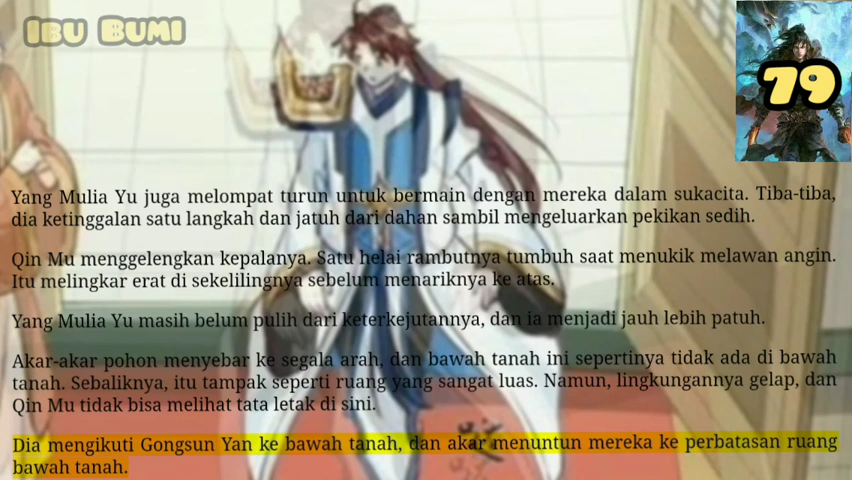 Ibu Bumi
79
Yang Mulia Yu juga melompat turun untuk bermain dengan mereka dalam sukacita. Tiba-tiba,
dia ketinggalan satu langkah dan jatuh dari dahan sambil mengeluarkan pekikan sedih.
Qin Mu menggelengkan kepalanya. Satu helai rambutnya tumbuh saat menukik melawan angin.
Itu melingkar erat di sekelilingnya sebelum menariknya ke atas.
Yang Mulia Yu masih belum pulih dari keterkejutannya, dan ia menjadi jauh lebih patuh.
Akar-akar pohon menyebar ke segala arah, dan bawah tanah ini sepertinya tidak ada di bawah
tanah. Sebaliknya, itu tampak seperti ruang yang sangat luas. Namun, lingkungannya gelap, dan
Qin Mu tidak bisa melihat tata letak di sini.
Dia mengikuti Gongsun Yan ke bawah tanah, dan akar menuntun mereka ke perbatasan ruang
bawah tanah.